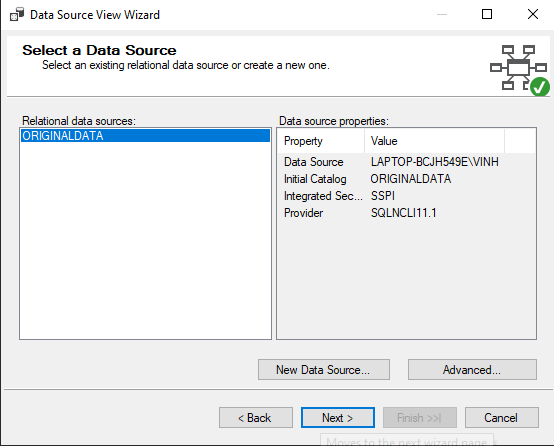 Data Source View Wizard
Select a Data Source
Select an existing relational data source or create a new one.
Relational data sources:
ORIGINALDATA
Data source properties:
Property Value
Data Source LAPTOP-BCJH549E\VINH
Initial Catalog ORIGINALDATA
Integrated Sec... SSPI
Provider SQLNCLI11.1
New Data Source...
Advanced...
< Back
Next >
Finish >>|
Cancel
Moves to the next wizard page